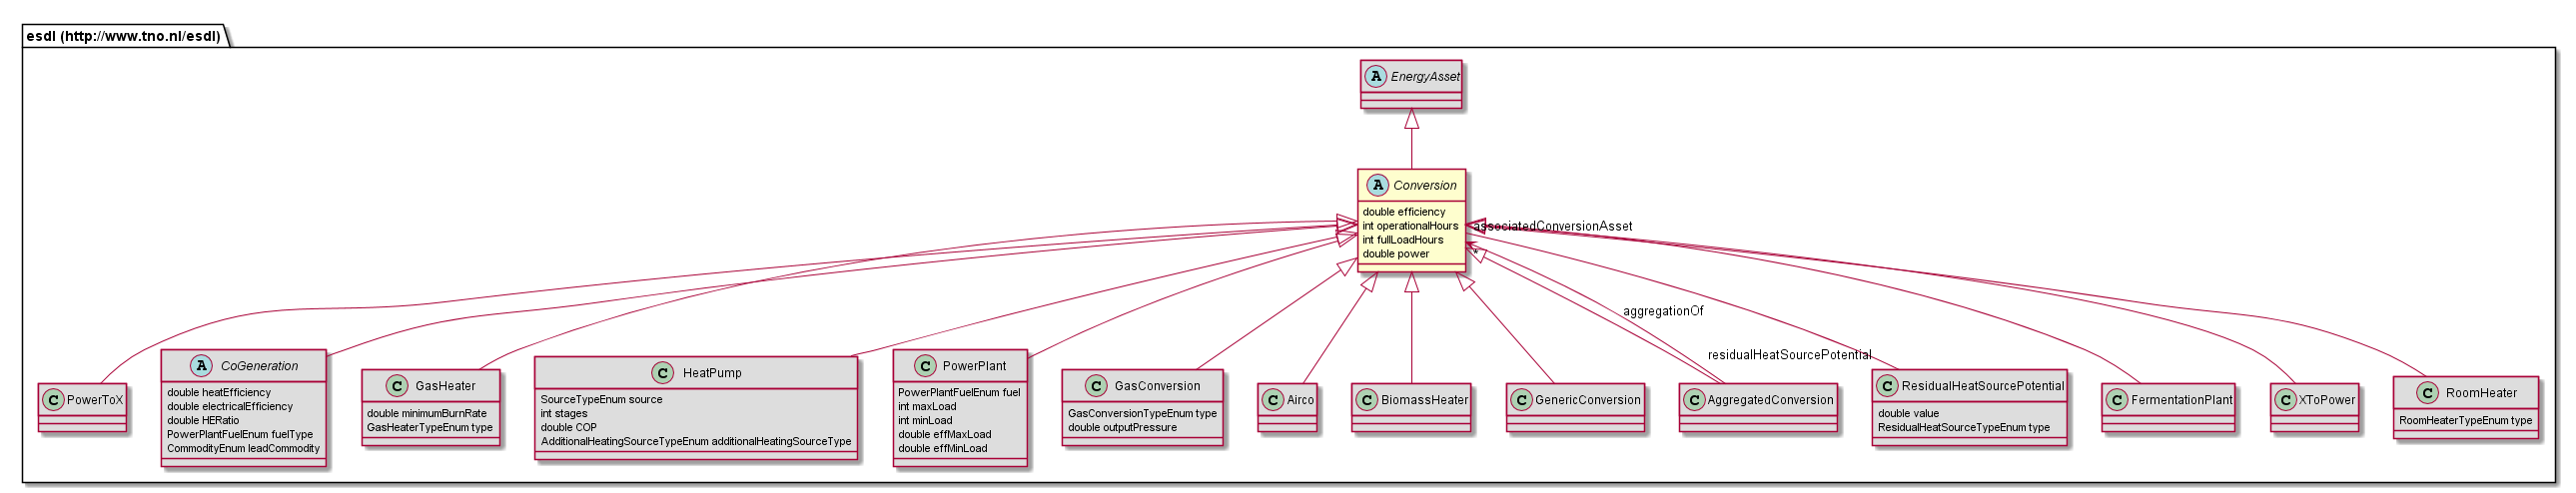 esdl (http://www.tno.nl/esdl)
A EnergyAsset
A Conversion
double efficiency
int operationalHours
int fullLoadHours
double power
associatedConversionAsset
*
aggregationOf
residualHeatSourcePotential
C PowerToX
A CoGeneration
double heatEfficiency
double electricalEfficiency
double HERatio
PowerPlantFuelEnum fuelType
CommodityEnum leadCommodity
C GasHeater
double minimumBurnRate
GasHeaterTypeEnum type
C HeatPump
SourceTypeEnum source
int stages
double COP
AdditionalHeatingSourceTypeEnum additionalHeatingSourceType
C PowerPlant
PowerPlantFuelEnum fuel
int maxLoad
int minLoad
double effMaxLoad
double effMinLoad
C GasConversion
GasConversionTypeEnum type
double outputPressure
C Airco
C BiomassHeater
C GenericConversion
C AggregatedConversion
C ResidualHeatSourcePotential
double value
ResidualHeatSourceTypeEnum type
C FermentationPlant
C XToPower
C RoomHeater
RoomHeaterTypeEnum type